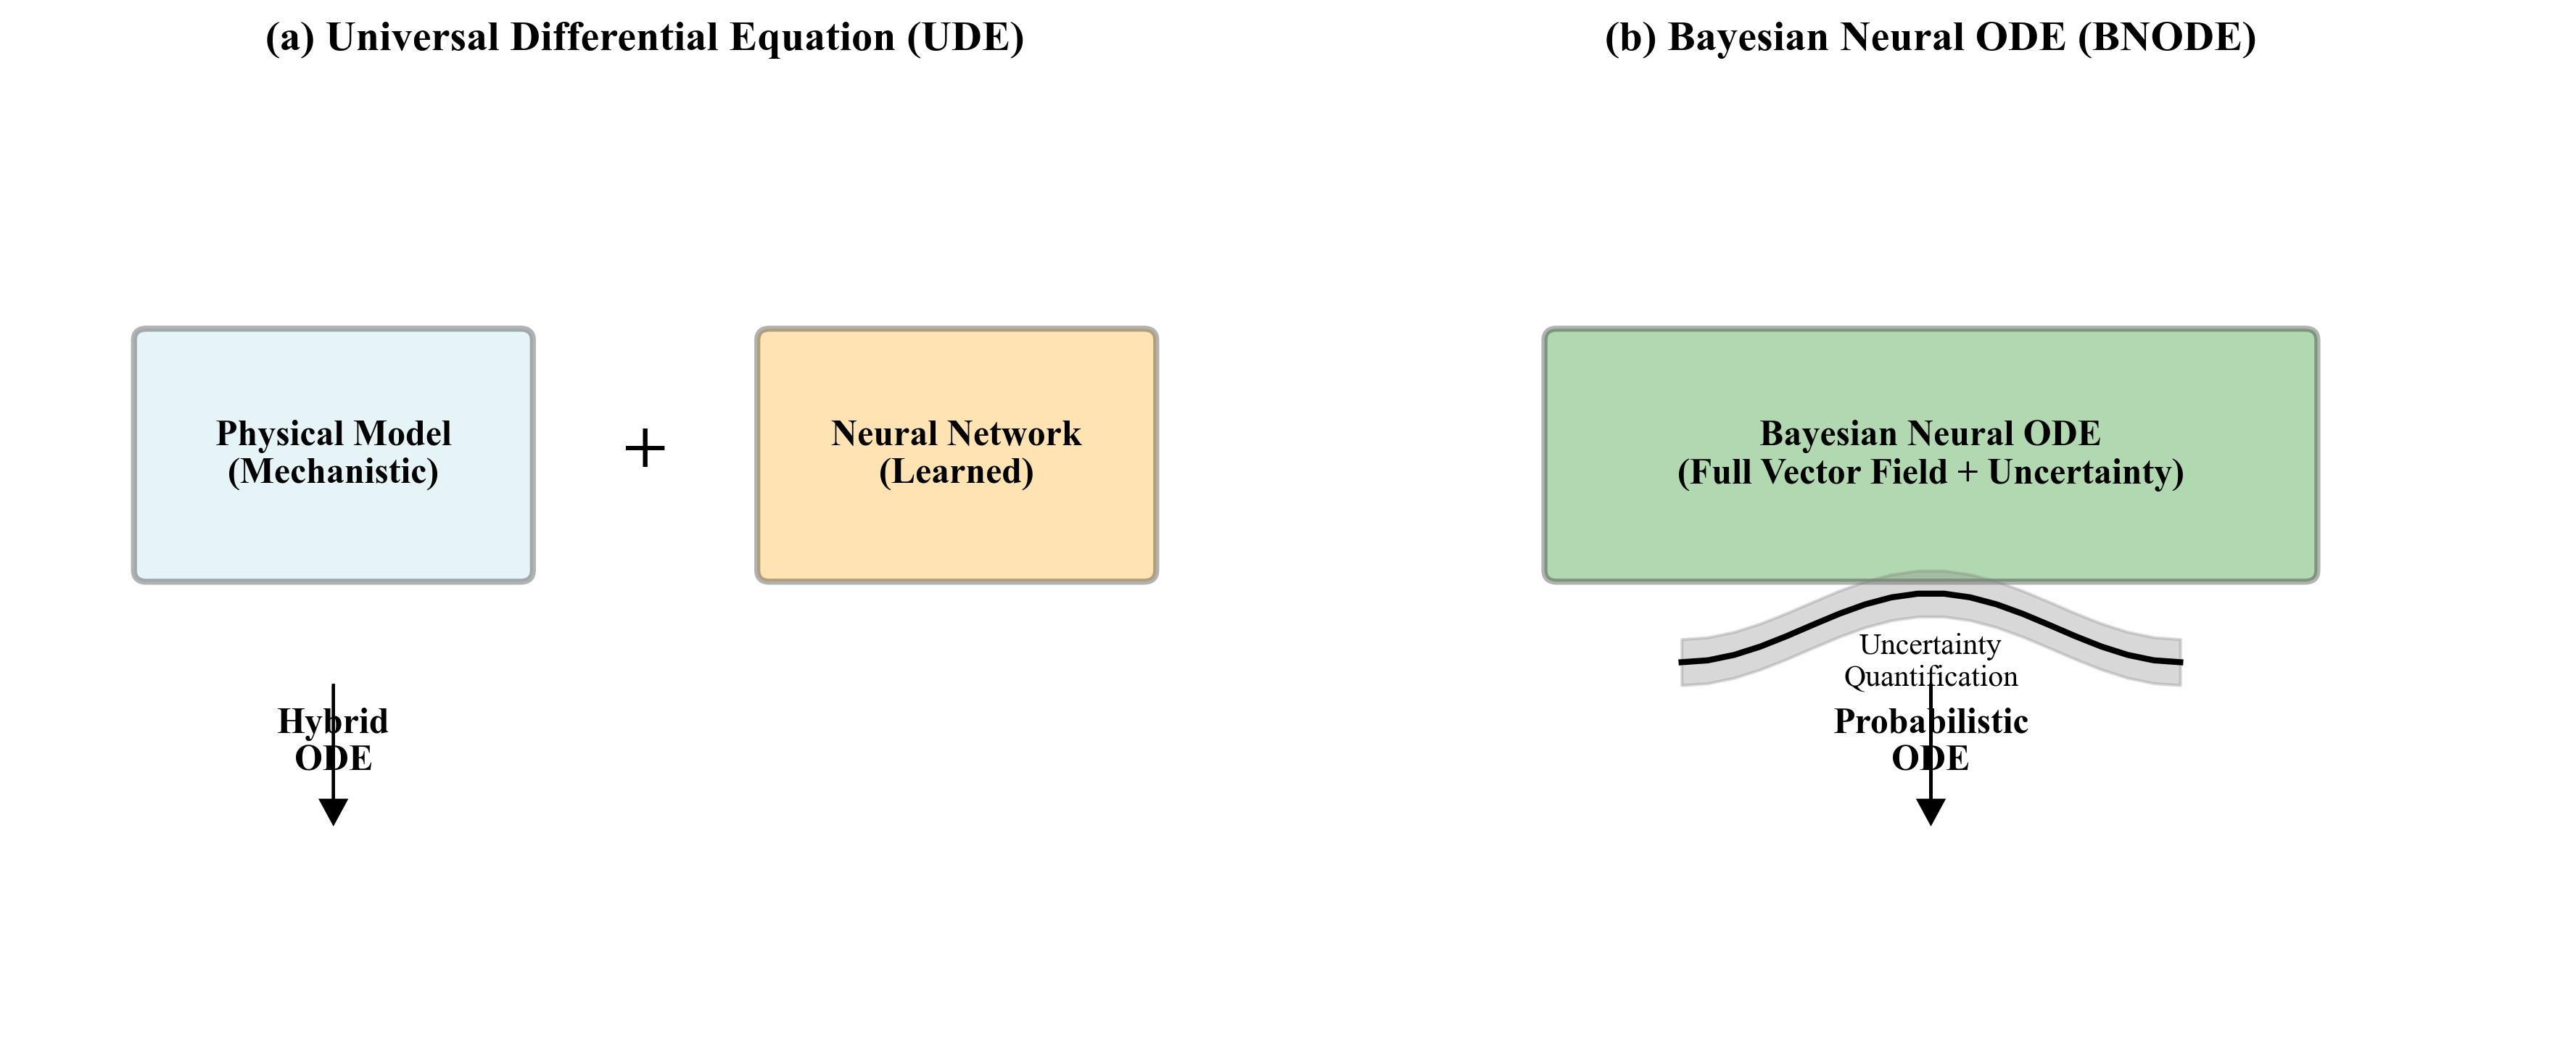 (a) Universal Differential Equation (UDE)
Physical Model
(Mechanistic)
+
Neural Network
(Learned)
Hybrid
ODE
(b) Bayesian Neural ODE (BNODE)
Bayesian Neural ODE
(Full Vector Field + Uncertainty)
Uncertainty
Quantification
Probabilistic
ODE